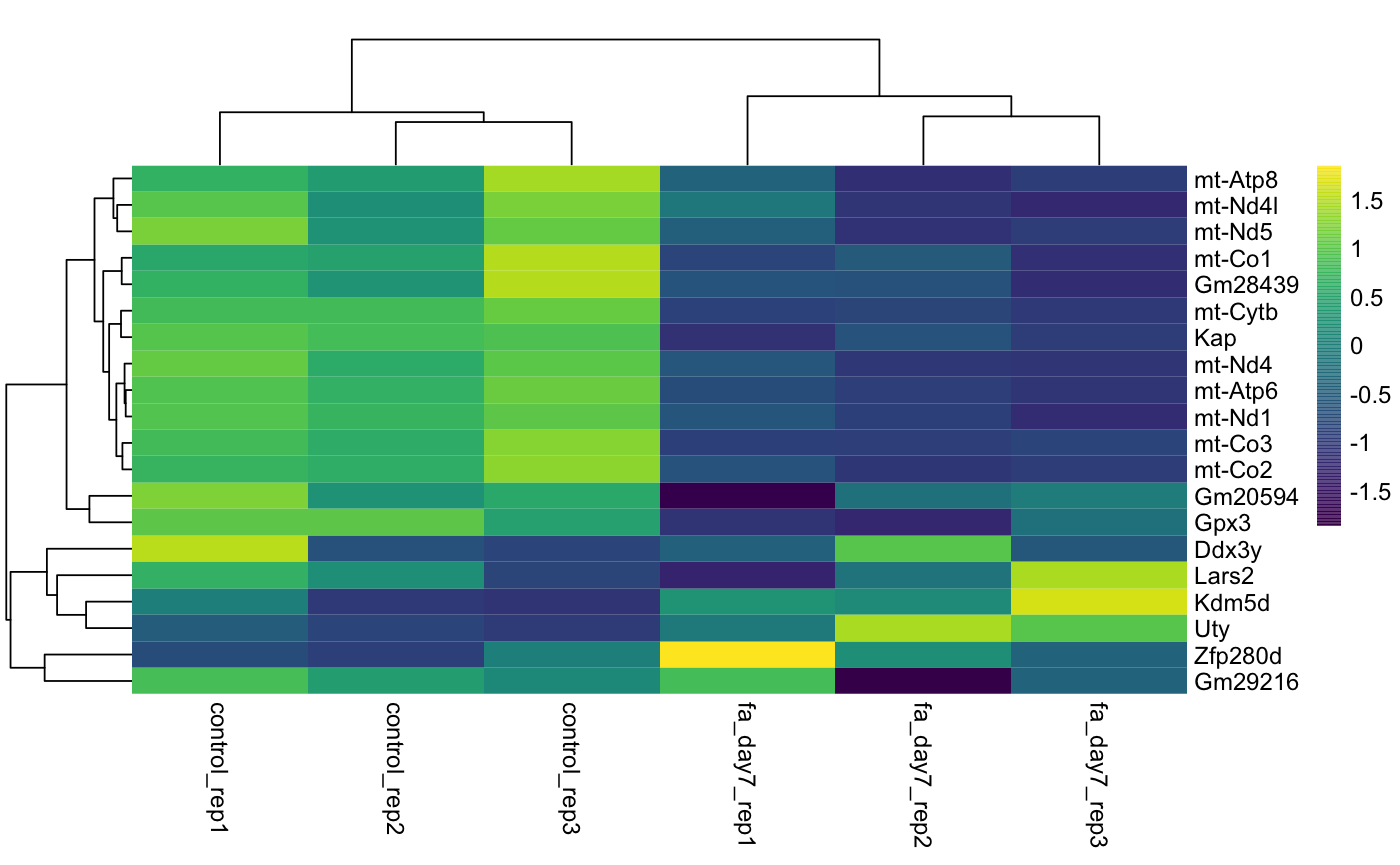 mt-Atp8
mt-Nd4l
mt-Nd5
mt-Co1
Gm28439
mt-Cytb
Kap
mt-Nd4
mt-Atp6
mt-Nd1
mt-Co3
mt-Co2
Gm20594
Gpx3
Ddx3y
Lars2
Kdm5d
Uty
Zfp280d
Gm29216
1.5
1
0.5
0
-0.5
-1
-1.5
control_rep1
control_rep2
control_rep3
fa_day7_rep1
fa_day7_rep2
fa_day7_rep3